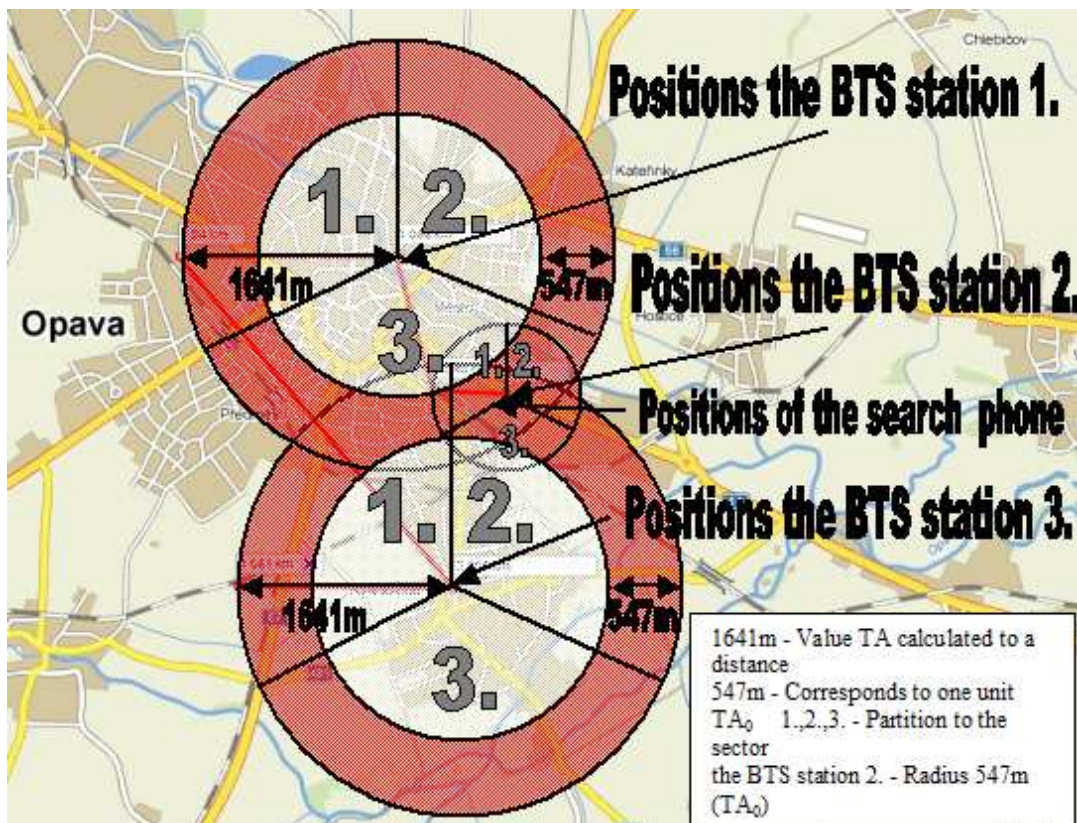 Chlebičov
Positions the BTS station 1.
Kateřinky
1. 2.
1641m
547m
Positions the BTS station 2.
Opava
3.
1. 2.
Positions of the search phone
3.
1. 2.
Positions the BTS station 3.
1641m
547m
3.
1641m - Value TA calculated to a
distance
547m - Corresponds to one unit
TA₀ 1.,2.,3. - Partition to the
sector
the BTS station 2. - Radius 547m
(TA₀)